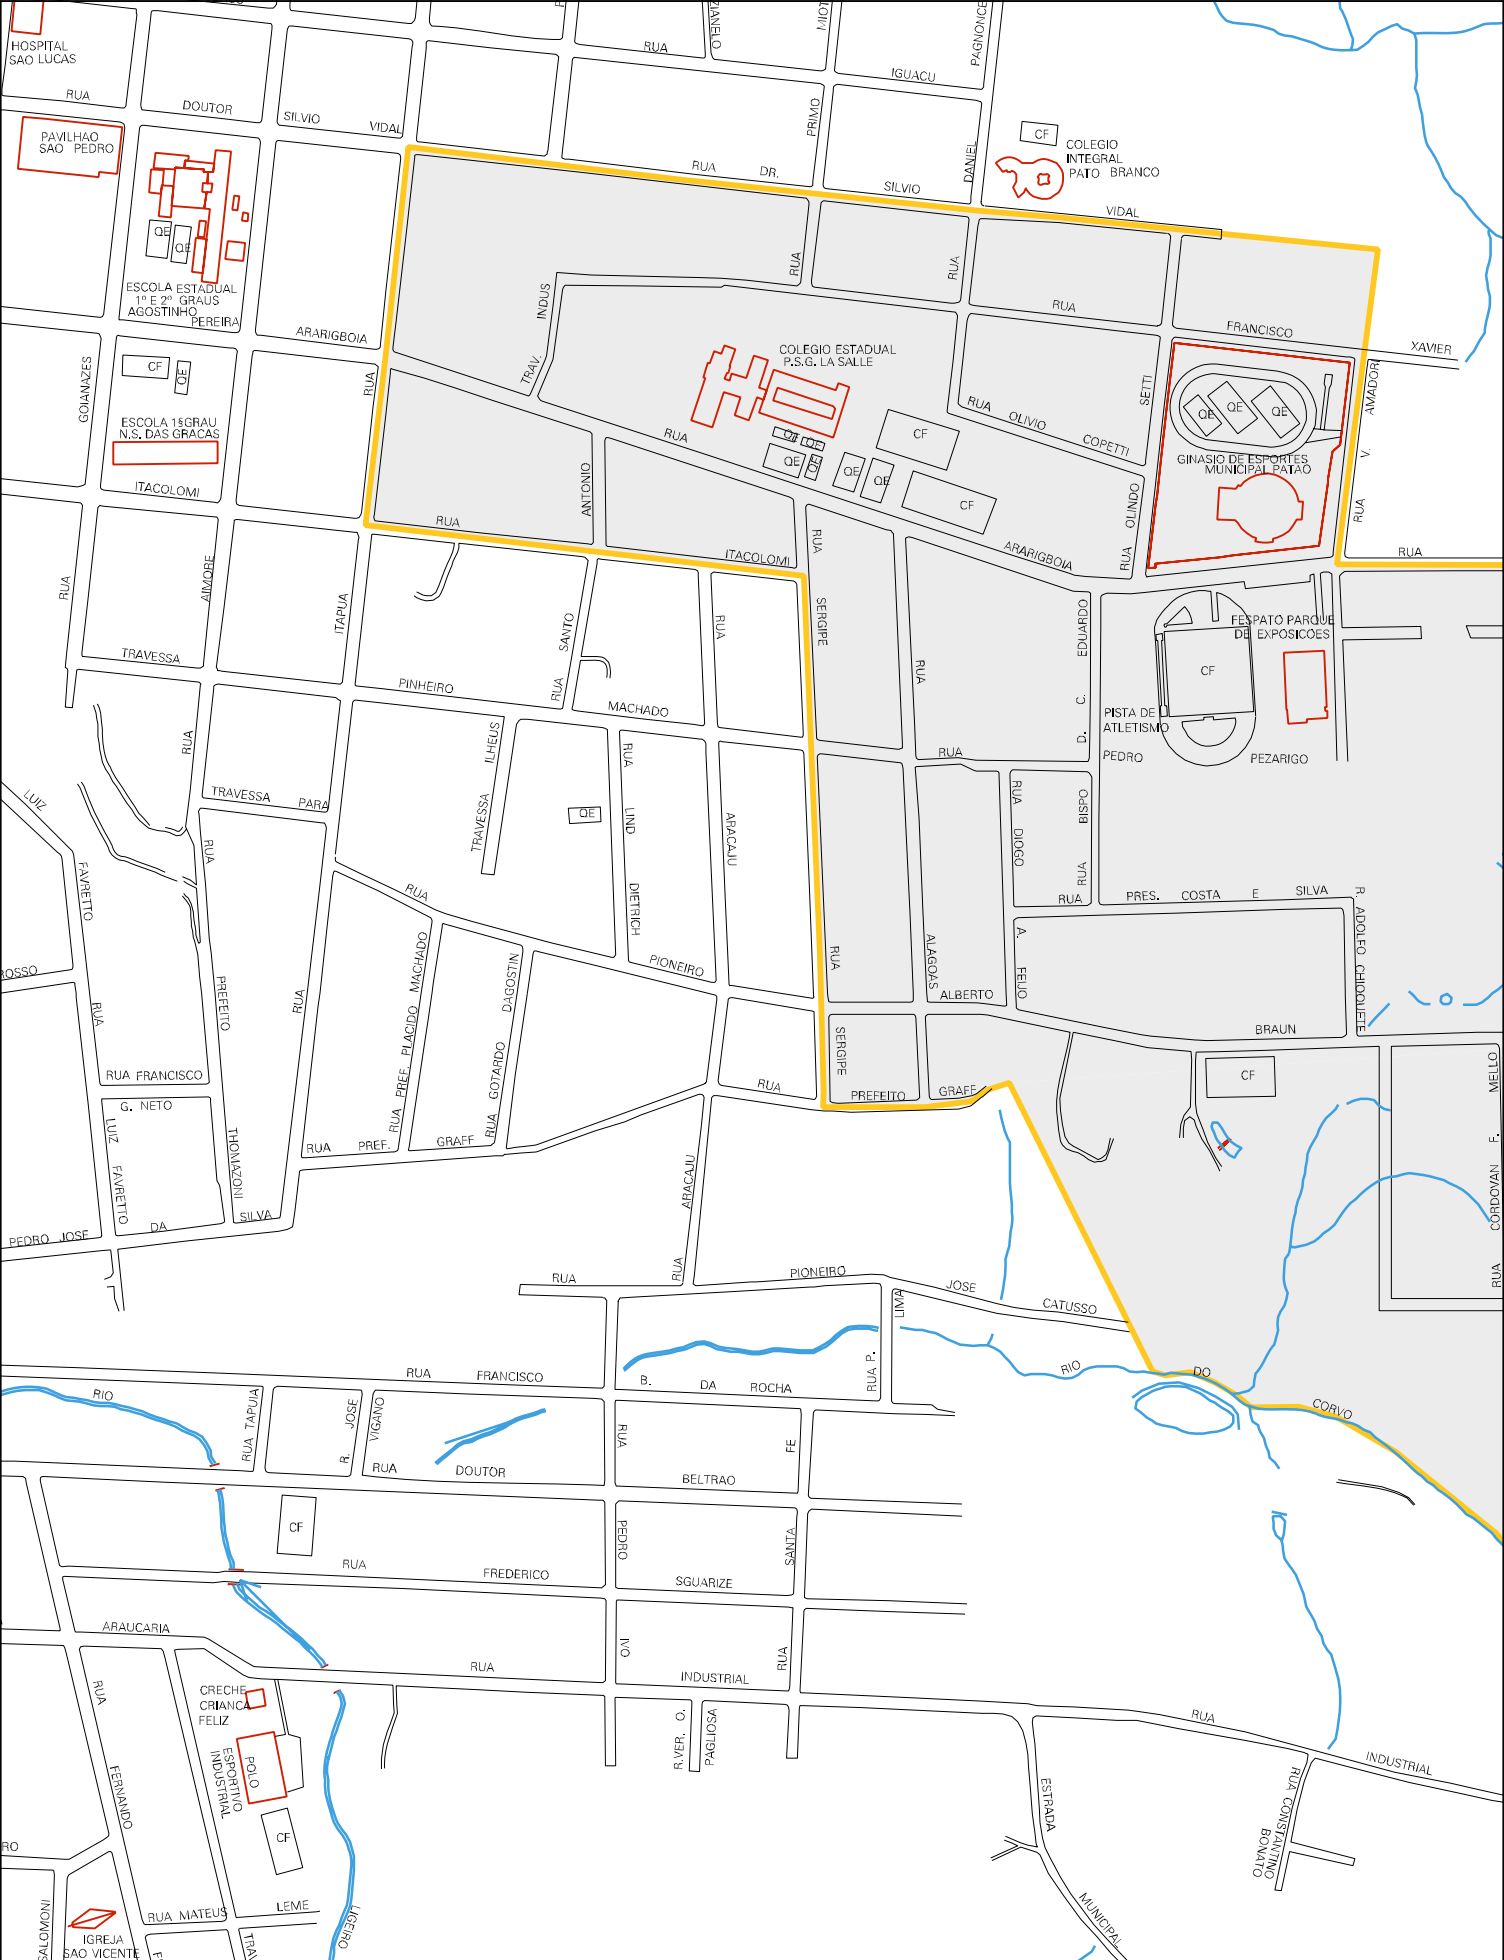 HOSPITAL
SAO LUCAS
RUA
DOUTOR
SILVIO
VIDAL
RUA
IGUACU
PAGNONCE
PRIMO
DANIEL
PAVILHAO
SAO PEDRO
RUA DR.
SILVIO
VIDAL
CF
COLEGIO
INTEGRAL
PATO BRANCO
QE
QE
ESCOLA ESTADUAL
1º E 2º GRAUS
AGOSTINHO
PEREIRA
ARARIGBOIA
RUA
INDUS
TRAV.
RUA
RUA
RUA
FRANCISCO
XAVIER
GOIANAZES
CF
QE
ESCOLA 1ºGRAU
N.S. DAS GRACAS
ITACOLOMI
COLEGIO ESTADUAL
P.S.G. LA SALLE
CF
QE
QE
QE
QE
QE
QE
CF
RUA
OLIVIO
COPETTI
SETTI
OLINDO
RUA
QE
QE
QE
GINASIO DE ESPORTES
MUNICIPAL PATAO
AMADORI
V.
RUA
RUA
RUA
ANTONIO
RUA
ITACOLOMI
RUA
ARARIGBOIA
RUA
AIMORE
ITAPUA
SANTO
RUA
RUA
SERGIPE
RUA
EDUARDO
C.
D.
FESPATO PARQUE
DE EXPOSICOES
CF
PISTA DE
ATLETISMO
PEDRO
PEZARIGO
TRAVESSA
PINHEIRO
MACHADO
RUA
ILHEUS
TRAVESSA
RUA
LIND
DIETRICH
QE
TRAVESSA
PARA
RUA
RUA
DIOGO
A.
FEIJO
BISPO
RUA
LUIZ
FAVRETTO
RUA
RUA
ARACAJU
RUA
PRES. COSTA E SILVA
R. ADOLFO CHIOQUETE
ROSSO
RUA
PREFEITO
RUA
MACHADO
PLACIDO
RUA PREF.
DAGOSTIN
GOTARDO
RUA
PIONEIRO
RUA
ALAGOAS
ALBERTO
BRAUN
RUA FRANCISCO
G. NETO
LUIZ
FAVRETTO
THOMAZONI
RUA
PREF.
GRAFF
RUA
SERGIPE
PREFEITO
GRAFF
CF
MELLO
F.
CORDOVAN
RUA
PEDRO JOSE
DA
SILVA
ARACAJU
RUA
RUA
PIONEIRO
JOSE
CATUSSO
LIMA
RUA P.
RIO
DO
CORVO
RUA
FRANCISCO
B.
DA
ROCHA
RIO
RUA TAPUIA
R. JOSE
VIGANO
RUA
DOUTOR
RUA
BELTRAO
FE
CF
RUA
FREDERICO
PEDRO
SANTA
SGUARIZE
ARAUCARIA
RUA
IVO
RUA
INDUSTRIAL
RUA
CRECHE
CRIANCA
FELIZ
POLO
ESPORTIVO
INDUSTRIAL
CF
R.VER. O.
PAGLIOSA
RUA
INDUSTRIAL
ESTRADA
MUNICIPAL
RUA CONSTANTINO
BONATO
FERNANDO
RO
SALOMONI
RUA MATEUS
LEME
LIGEIRO
IGREJA
SAO VICENTE